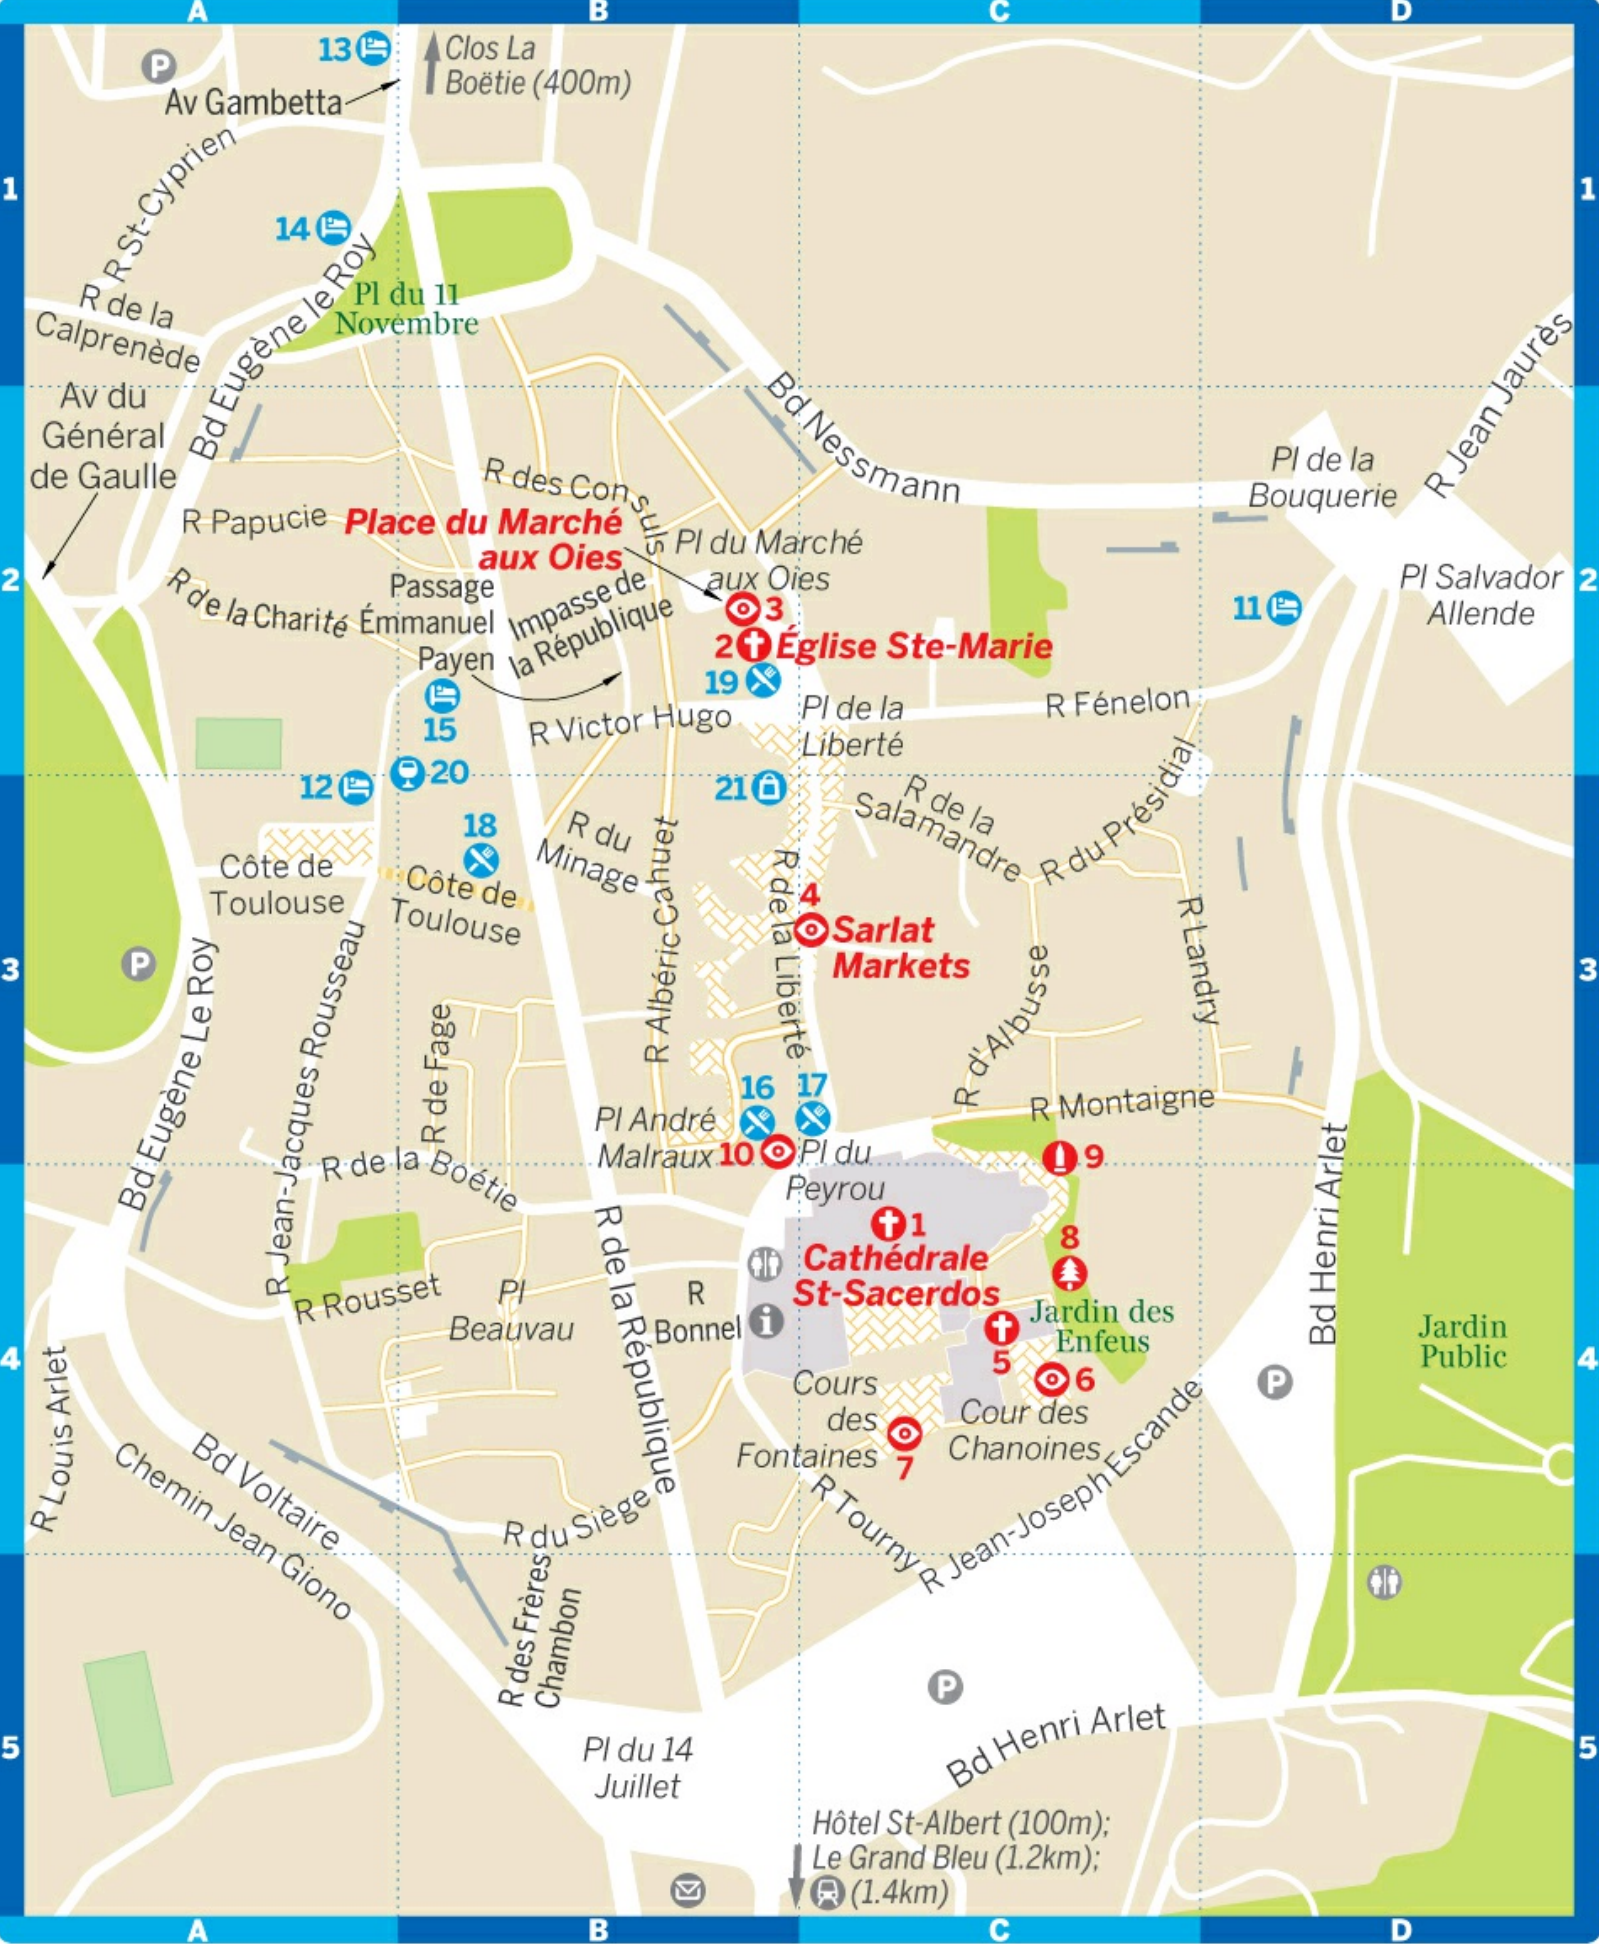 A
B
C
D
13
Clos La
Boëtie (400m)
P
Av Gambetta
R St-Cyprien
1
1
14
Pl du 11
Novembre
R de la
Calprenède
Bd Eugène le Roy
Av du
Général
de Gaulle
Bd Nessmann
R Jean Jaurès
Pl de la
Bouquerie
R des Consuls
R Papucie
Place du Marché
aux Oies
Pl du Marché
aux Oies
2
2
Pl Salvador
Allende
R de la Charité
Passage
Émmanuel
Payen
Impasse de
la République
3
11
2
Église Ste-Marie
19
15
R Victor Hugo
Pl de la
Liberté
R Fénelon
12
20
21
18
R du
Minage
R de la
Salamandre
R du Présidial
Côte de
Toulouse
Côte de
Toulouse
R Albéric Cahuet
R de la Liberté
4
Sarlat
Markets
R Landry
3
3
P
Bd Eugène Le Roy
R Jean-Jacques Rousseau
R de Fage
R d'Albusse
16
17
R Montaigne
Pl André
Malraux
10
Pl du
Peyrou
9
R de la Boétie
1
Cathédrale
St-Sacerdos
8
Bd Henri Arlet
R Rousset
Pl
Beauvau
R de la République
R
Bonnel
i
Jardin des
Enfeus
5
Jardin
Public
4
4
6
P
R Louis Arlet
Cours
des
Fontaines
Cour des
Chanoines
7
Bd Voltaire
Chemin Jean Giono
R du Siège
R Tourny
R Jean-Joseph Escande
R des Frères
Chambon
P
Bd Henri Arlet
5
5
Pl du 14
Juillet
Hôtel St-Albert (100m);
Le Grand Bleu (1.2km);
(1.4km)
A
B
C
D